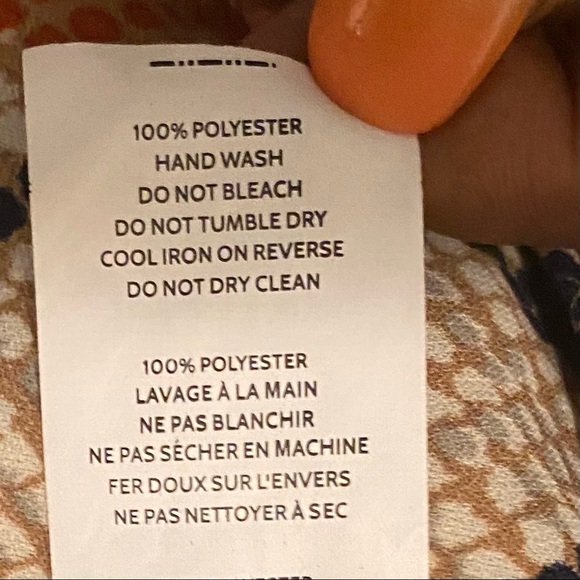 100% POLYESTER
HAND WASH
DO NOT BLEACH
DO NOT TUMBLE DRY
COOL IRON ON REVERSE
DO NOT DRY CLEAN
100% POLYESTER
LAVAGE À LA MAIN
NE PAS BLANCHIR
NE PAS SÉCHER EN MACHINE
FER DOUX SUR L'ENVERS
NE PAS NETTOYER À SEC